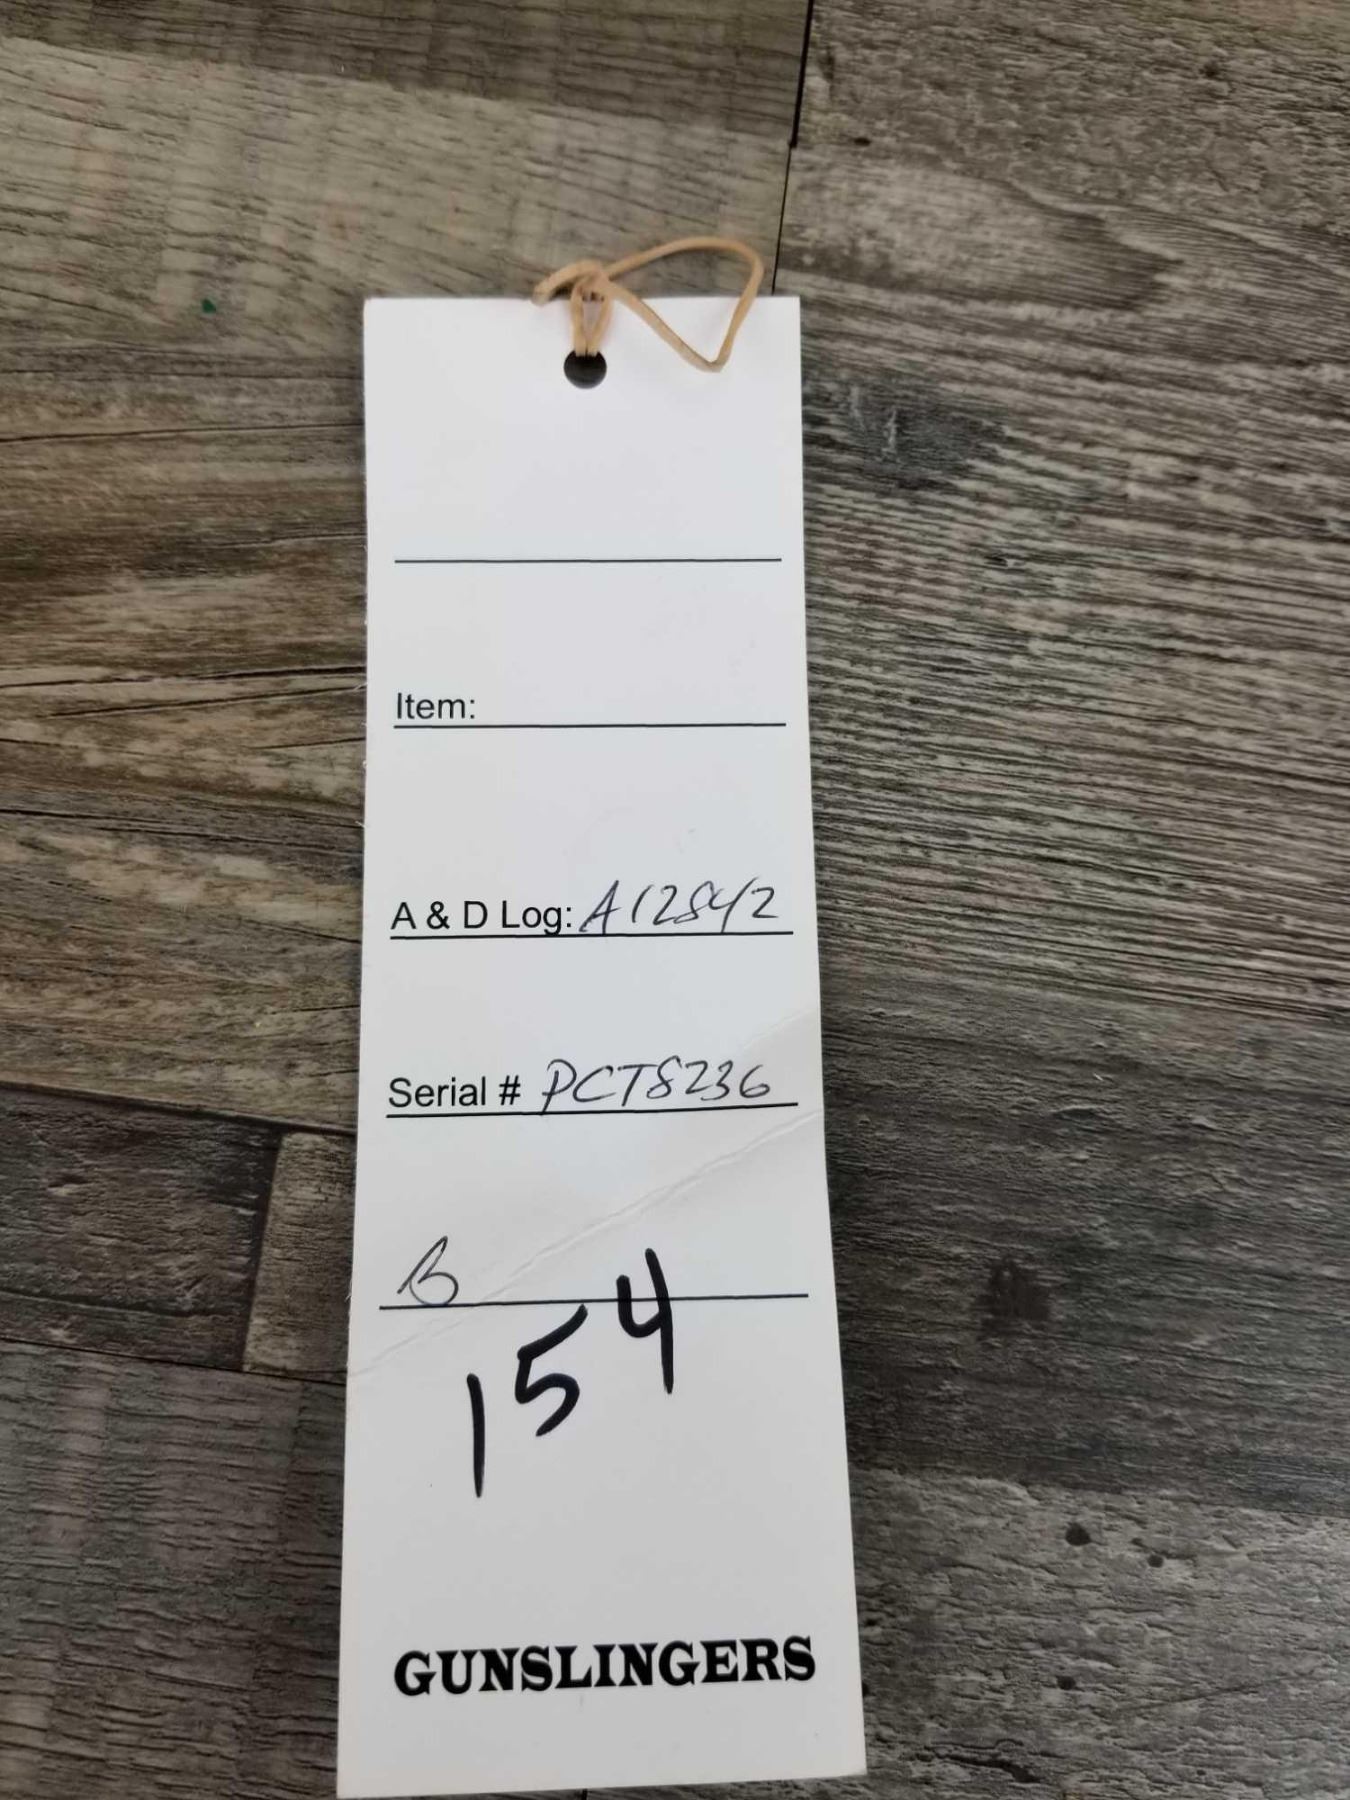 Item:
A & D Log: A12842
Serial # PCT8236
B
154
GUNSLINGERS